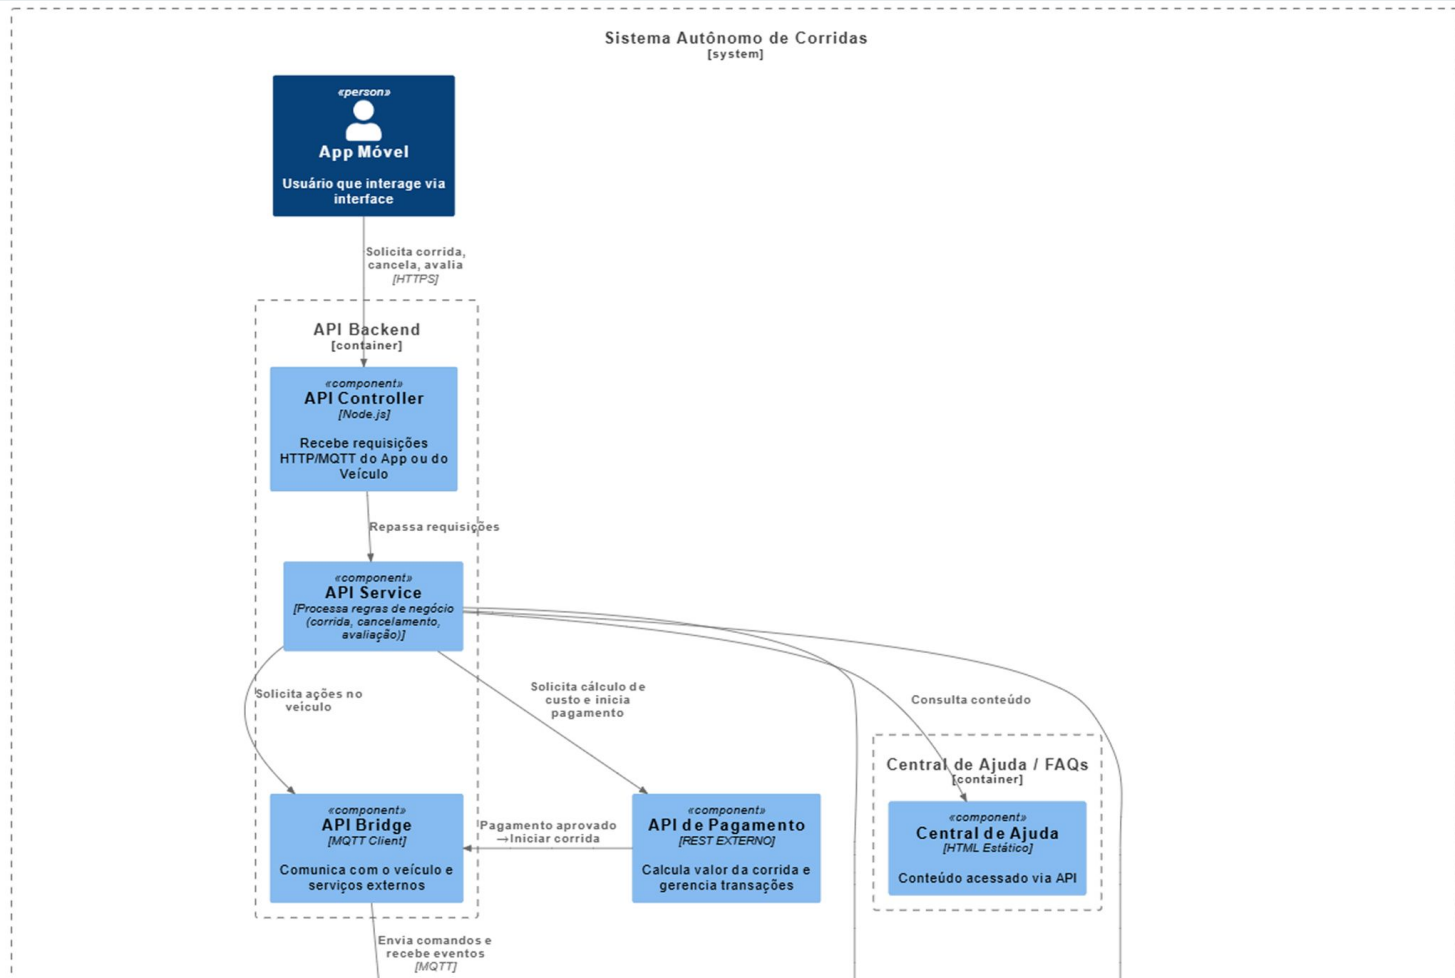 Sistema Autônomo de Corridas
[system]
«person»
App Móvel
Usuário que interage via
interface
Solicita corrida,
cancela, avalia
[HTTPS]
API Backend
[container]
«component»
API Controller
[Node.js]
Recebe requisições
HTTP/MQTT do App ou do
Veículo
Repassa requisições
«component»
API Service
[Processa regras de negócio
(corrida, cancelamento,
avaliação)]
Solicita ações no
veículo
Solicita cálculo de
custo e inicia
pagamento
Consulta conteúdo
Central de Ajuda / FAQs
[container]
«component»
API Bridge
[MQTT Client]
Comunica com o veículo e
serviços externos
Pagamento aprovado
→Iniciar corrida
«component»
API de Pagamento
[REST EXTERNO]
Calcula valor da corrida e
gerencia transações
«component»
Central de Ajuda
[HTML Estático]
Conteúdo acessado via API
Envia comandos e
recebe eventos
[MQTT]